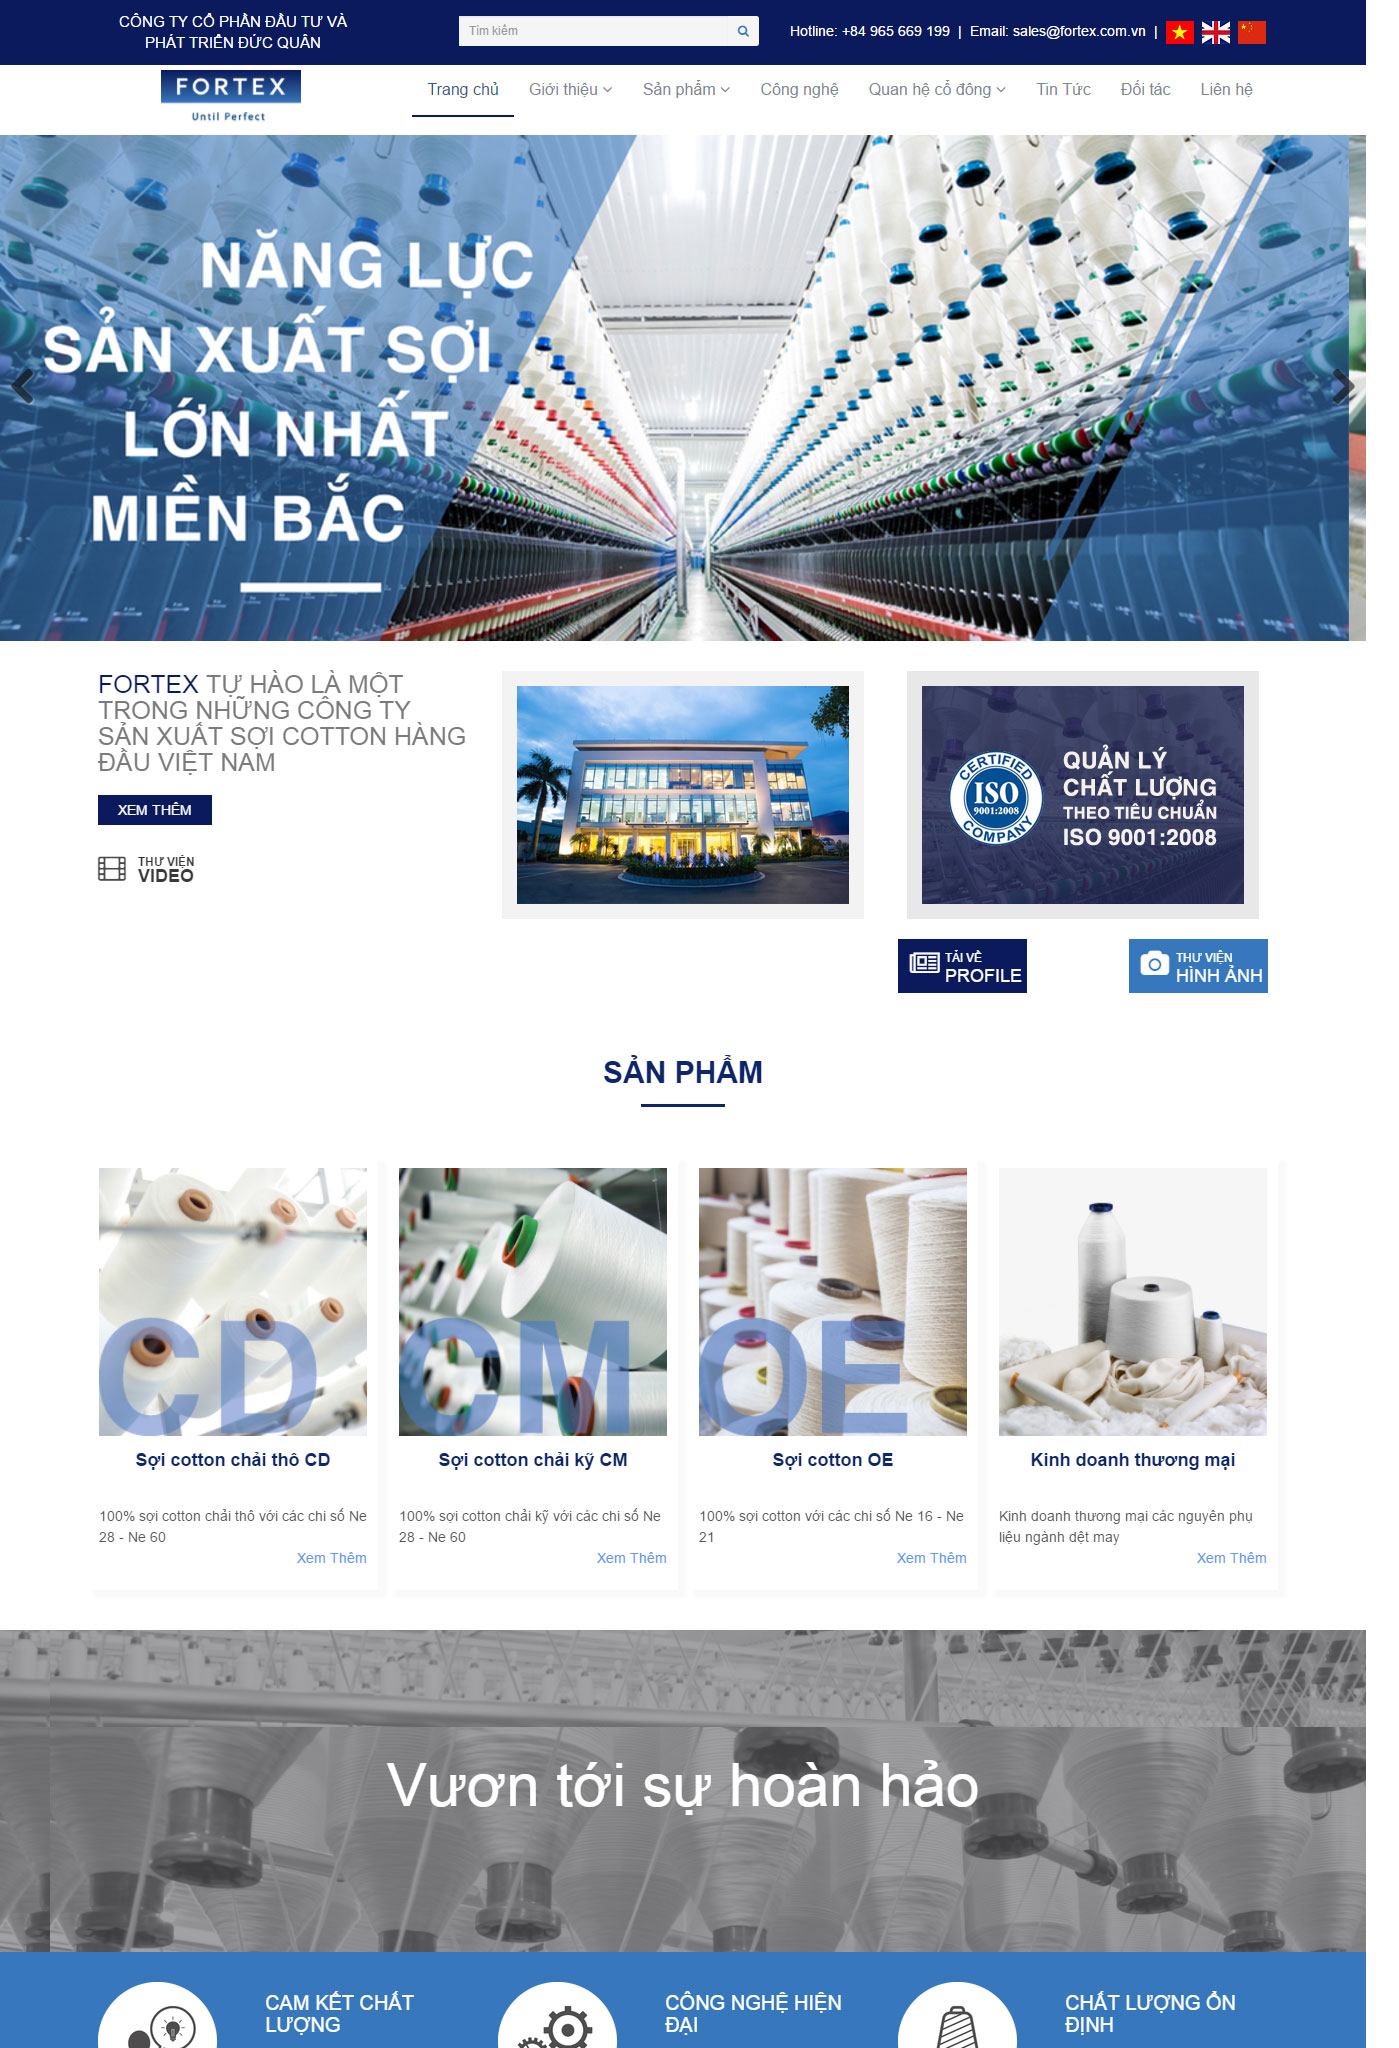 CÔNG TY CỔ PHẦN ĐẦU TƯ VÀ
PHÁT TRIỂN ĐỨC QUÂN
Tìm kiếm
Hotline: +84 965 669 199 | Email: sales@fortex.com.vn |
FORTEX
Until Perfect
Trang chủ Giới thiệu Sản phẩm Công nghệ Quan hệ cổ đông Tin Tức Đối tác Liên hệ
NĂNG LỰC
SẢN XUẤT SỢI
LỚN NHẤT
MIỀN BẮC
FORTEX TỰ HÀO LÀ MỘT
TRONG NHỮNG CÔNG TY
SẢN XUẤT SỢI COTTON HÀNG
ĐẦU VIỆT NAM
XEM THÊM
THƯ VIỆN
VIDEO
CERTIFIED
ISO
9001:2008
COMPANY
QUẢN LÝ
CHẤT LƯỢNG
THEO TIÊU CHUẨN
ISO 9001:2008
TẢI VỀ
PROFILE
THƯ VIỆN
HÌNH ẢNH
SẢN PHẨM
CD
CM
OE
Sợi cotton chải thô CD
100% sợi cotton chải thô với các chi số Ne
28 - Ne 60
Xem Thêm
Sợi cotton chải kỹ CM
100% sợi cotton chải kỹ với các chi số Ne
28 - Ne 60
Xem Thêm
Sợi cotton OE
100% sợi cotton với các chi số Ne 16 - Ne
21
Xem Thêm
Kinh doanh thương mại
Kinh doanh thương mại các nguyên phụ
liệu ngành dệt may
Xem Thêm
Vươn tới sự hoàn hảo
CAM KẾT CHẤT
LƯỢNG
CÔNG NGHỆ HIỆN
ĐẠI
CHẤT LƯỢNG ỔN
ĐỊNH